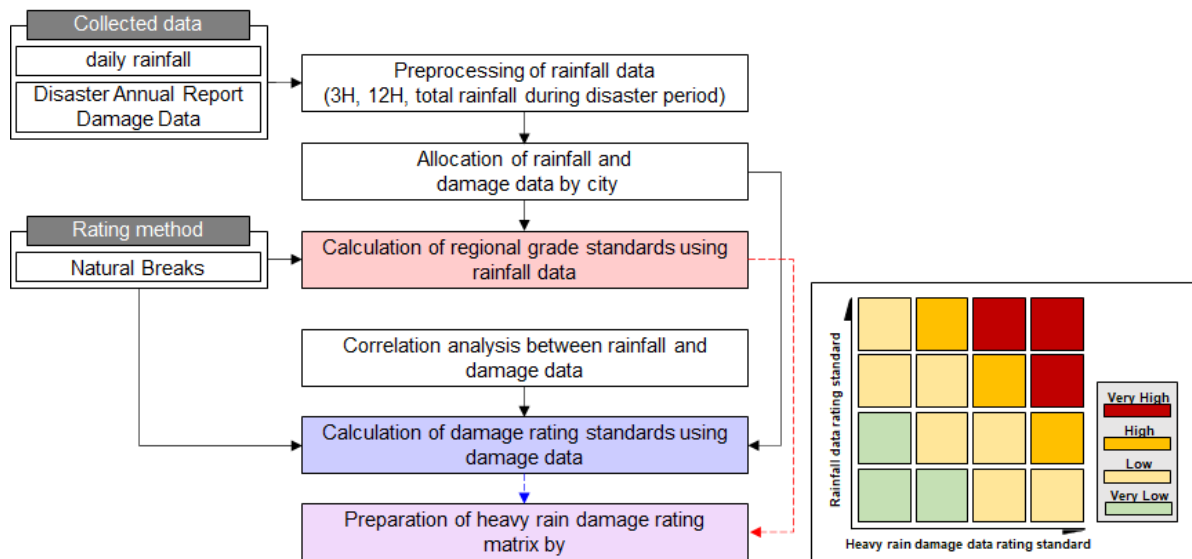 Collected data
daily rainfall
Disaster Annual Report
Damage Data
Preprocessing of rainfall data
(3H, 12H, total rainfall during disaster period)
Allocation of rainfall and
damage data by city
Rating method
Natural Breaks
Calculation of regional grade standards using
rainfall data
Correlation analysis between rainfall and
damage data
Calculation of damage rating standards using
damage data
Preparation of heavy rain damage rating
matrix by
Rainfall data rating standard
Heavy rain damage data rating standard
Very High
High
Low
Very Low